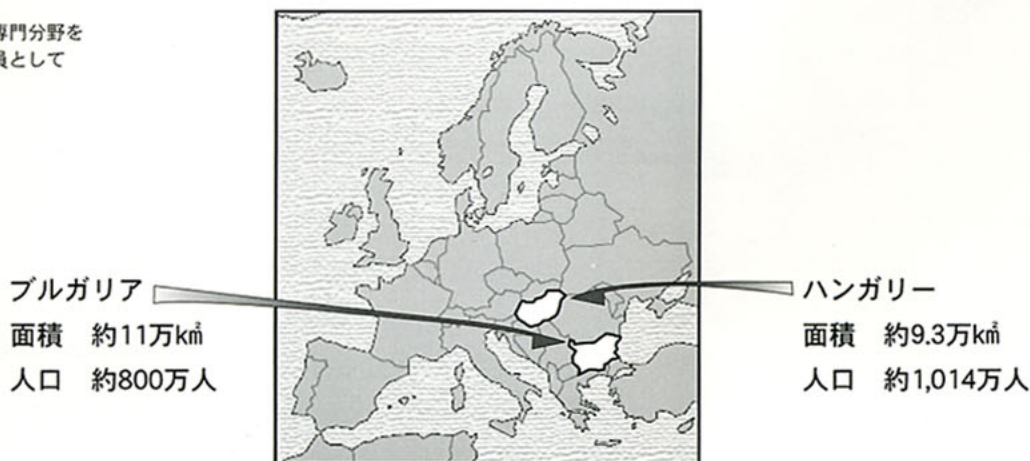 専門分野を
員として
ブルガリア
面積 約11万㎢
人口 約800万人
ハンガリー
面積 約9.3万㎢
人口 約1,014万人